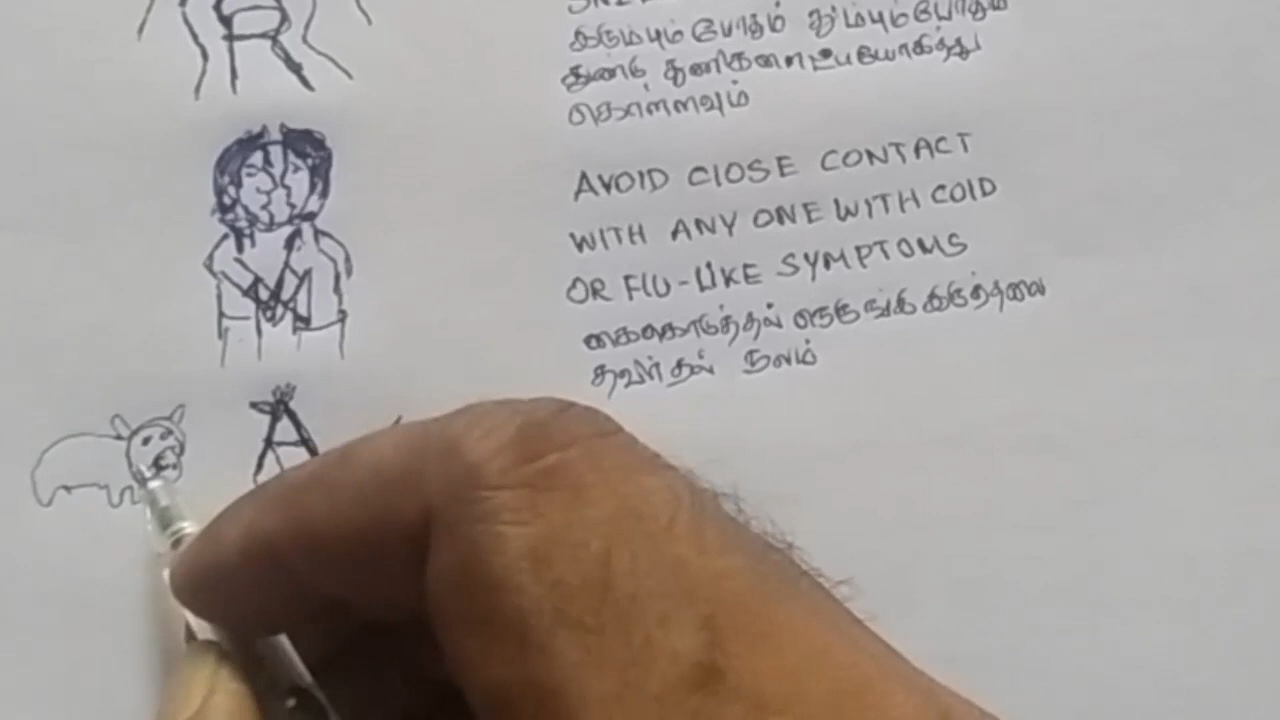 இருமும்போதும் தும்மும்போதும்
துண்டு துணிகளை உபயோகித்து
கொள்ளவும்
AVOID CLOSE CONTACT
WITH ANY ONE WITH COLD
OR FLU-LIKE SYMPTOMS
கைகொடுத்தல் நெருங்கி இருத்தலை
தவிர்தல் நலம்